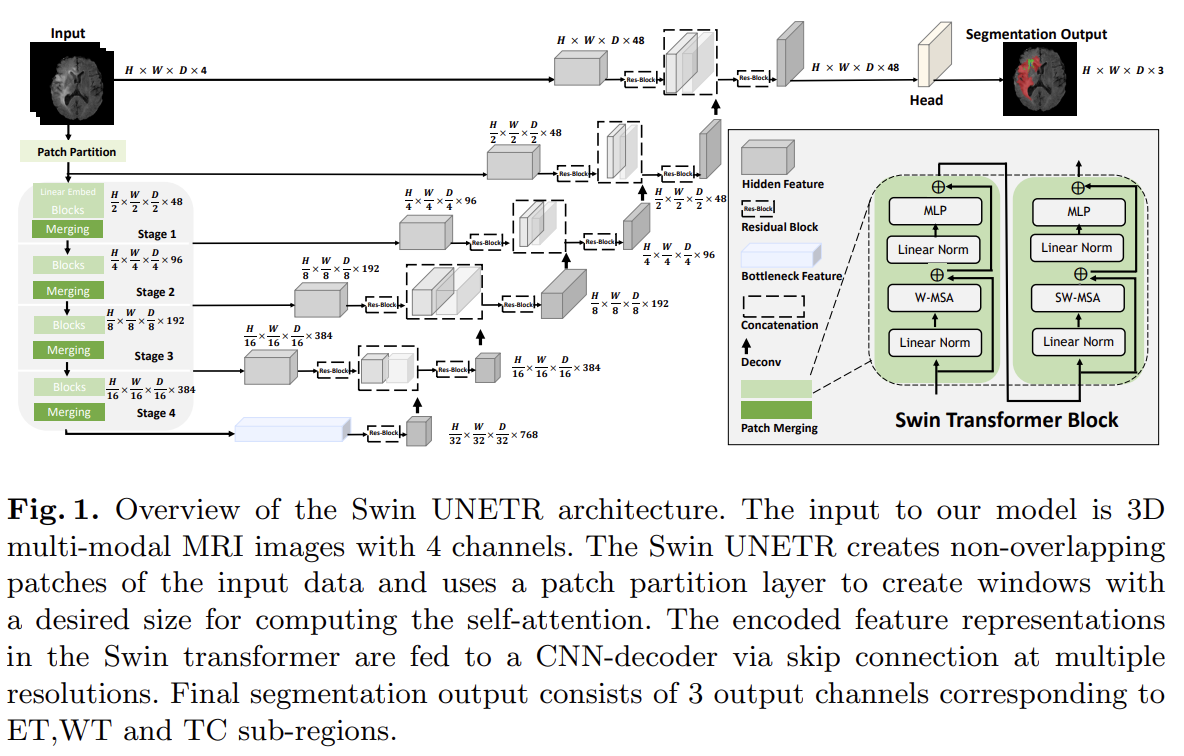 Input
H × W × D × 4
Patch Partition
Linear Embed
Blocks
Merging
H/2 × W/2 × D/2 × 48
Stage 1
Blocks
Merging
H/4 × W/4 × D/4 × 96
Stage 2
Blocks
Merging
H/8 × W/8 × D/8 × 192
Stage 3
Blocks
Merging
H/16 × W/16 × D/16 × 384
Stage 4
H × W × D × 48
Res-Block
Res-Block
H × W × D × 48
Head
Segmentation Output
H × W × D × 3
H/2 × W/2 × D/2 × 48
Res-Block
Res-Block
H/2 × W/2 × D/2 × 48
H/4 × W/4 × D/4 × 96
Res-Block
Res-Block
H/4 × W/4 × D/4 × 96
H/8 × W/8 × D/8 × 192
Res-Block
Res-Block
H/8 × W/8 × D/8 × 192
H/16 × W/16 × D/16 × 384
Res-Block
Res-Block
H/16 × W/16 × D/16 × 384
Res-Block
H/32 × W/32 × D/32 × 768
Hidden Feature
Res-Block
Residual Block
Bottleneck Feature
Concatenation
Deconv
Patch Merging
MLP
Linear Norm
W-MSA
Linear Norm
MLP
Linear Norm
SW-MSA
Linear Norm
Swin Transformer Block
Fig. 1. Overview of the Swin UNETR architecture. The input to our model is 3D
multi-modal MRI images with 4 channels. The Swin UNETR creates non-overlapping
patches of the input data and uses a patch partition layer to create windows with
a desired size for computing the self-attention. The encoded feature representations
in the Swin transformer are fed to a CNN-decoder via skip connection at multiple
resolutions. Final segmentation output consists of 3 output channels corresponding to
ET,WT and TC sub-regions.